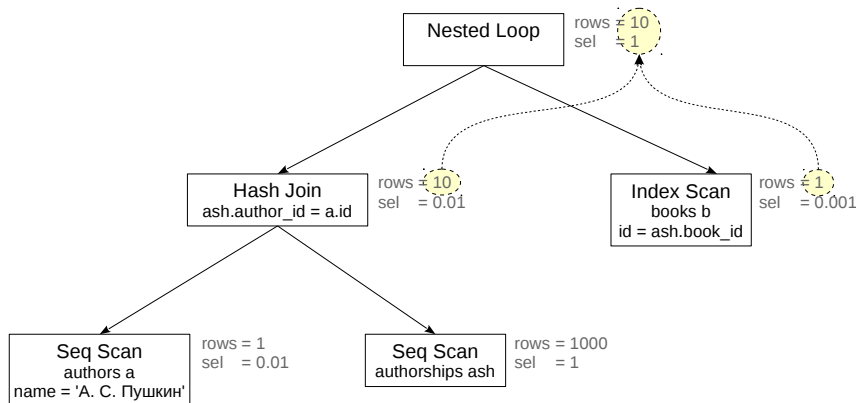 Nested Loop
rows = 10
sel = 1
Hash Join
ash.author_id = a.id
rows = 10
sel = 0.01
Index Scan
books b
id = ash.book_id
rows = 1
sel = 0.001
Seq Scan
authors a
name = 'А. С. Пушкин'
rows = 1
sel = 0.01
Seq Scan
authorships ash
rows = 1000
sel = 1